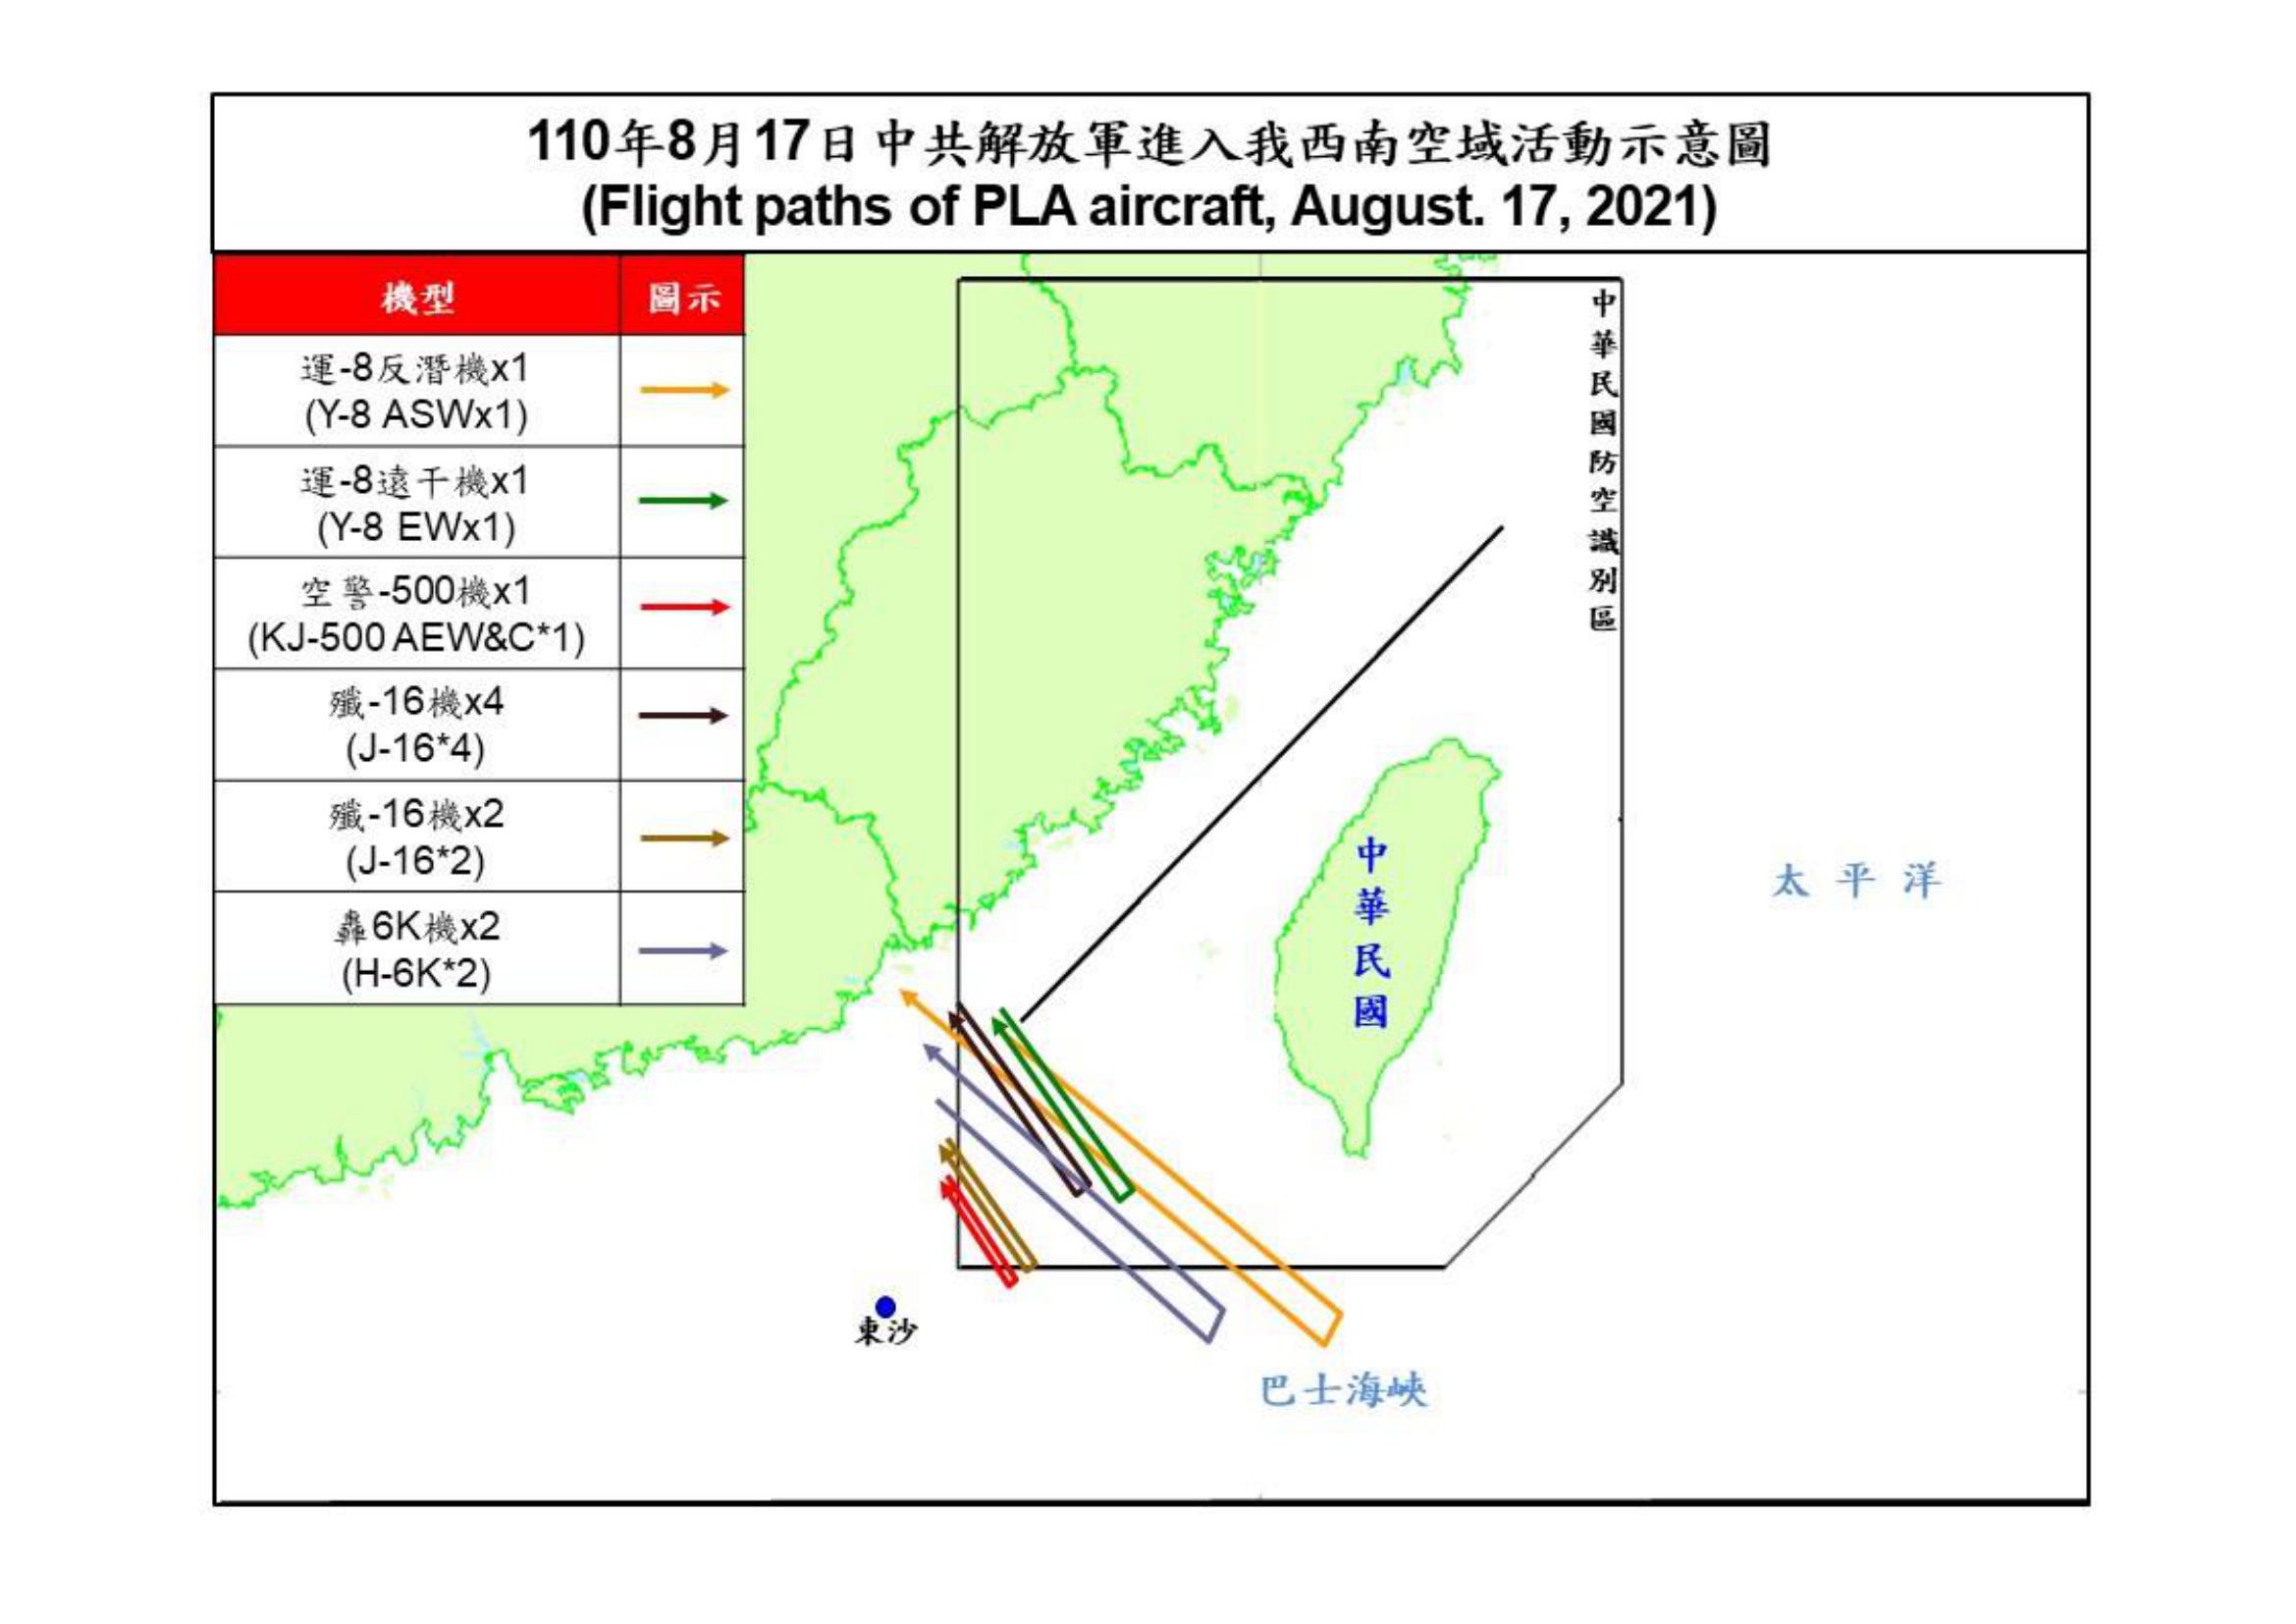 110年8月17日中共解放軍進入我西南空域活動示意圖
(Flight paths of PLA aircraft, August. 17, 2021)
機型 圖示
運-8反潛機x1
(Y-8 ASWx1)
運-8遠干機x1
(Y-8 EWx1)
空警-500機x1
(KJ-500 AEW&C*1)
殲-16機x4
(J-16*4)
殲-16機x2
(J-16*2)
轟6K機x2
(H-6K*2)
中華民國防空識別區
中華民國
太平洋
東沙
巴士海峽